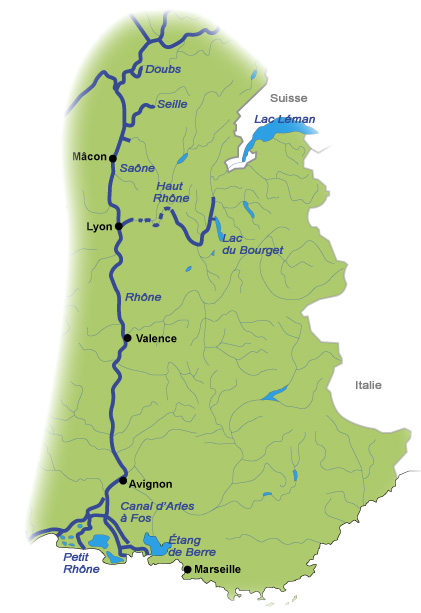 Doubs
Suisse
Seille
Lac Léman
Mâcon
Saône
Haut
Rhône
Lyon
Lac
du Bourget
Rhône
Valence
Italie
Avignon
Canal d'Arles
à Fos
Étang
de Berre
Petit
Rhône
Marseille